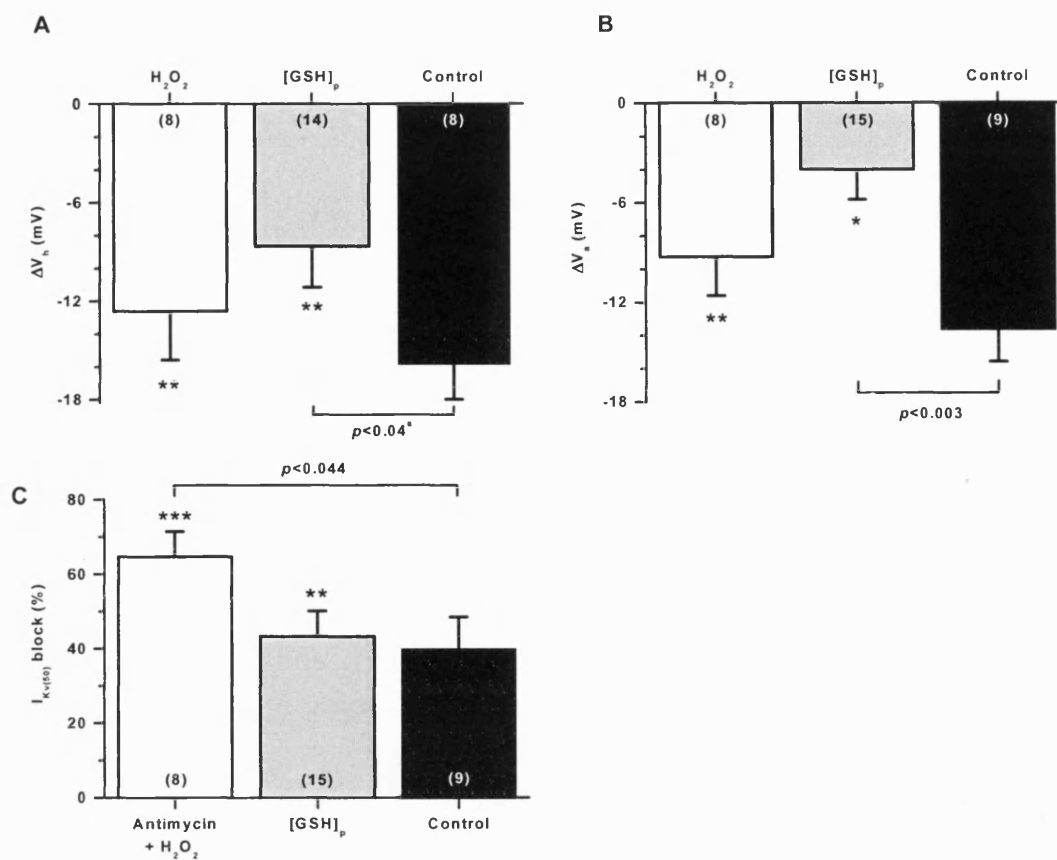 A
H₂O₂ [GSH]ₚ Control
0
(8) (14) (8)
-6
-12
-18
ΔVₕ (mV)
** **
p<0.04ª
B
H₂O₂ [GSH]ₚ Control
0
(8) (15) (9)
-6
-12
-18
ΔVₐ (mV)
** *
p<0.003
C
p<0.044
80
60
40
20
0
I_Kv(50) block (%)
*** **
(8) (15) (9)
Antimycin [GSH]ₚ Control
+ H₂O₂